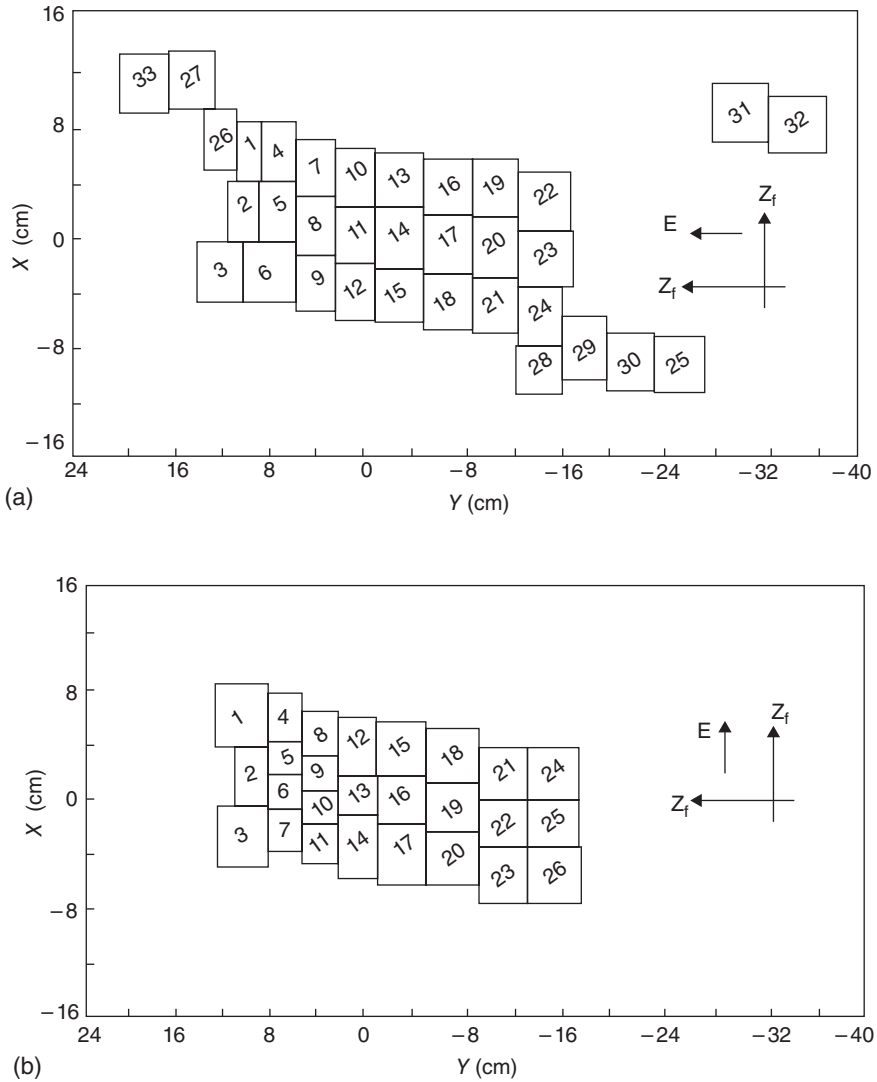 16
33 27
31
32
8
26 1 4
7
10 13
16 19
22
Z_f
2 5
E
0
8 11 14 17 20
23
X (cm)
3 6
9
12 15 18 21
24
Z_f
−8
28 29 30 25
−16
24 16 8 0 −8 −16 −24 −32 −40
(a)
Y (cm)
16
8
1 4
8 12 15
18
E
Z_f
2 5
9
21 24
0
6
10 13 16
19
22 25
Z_f
X (cm)
3 7
11 14 17
20
23 26
−8
−16
24 16 8 0 −8 −16 −24 −32 −40
(b)
Y (cm)